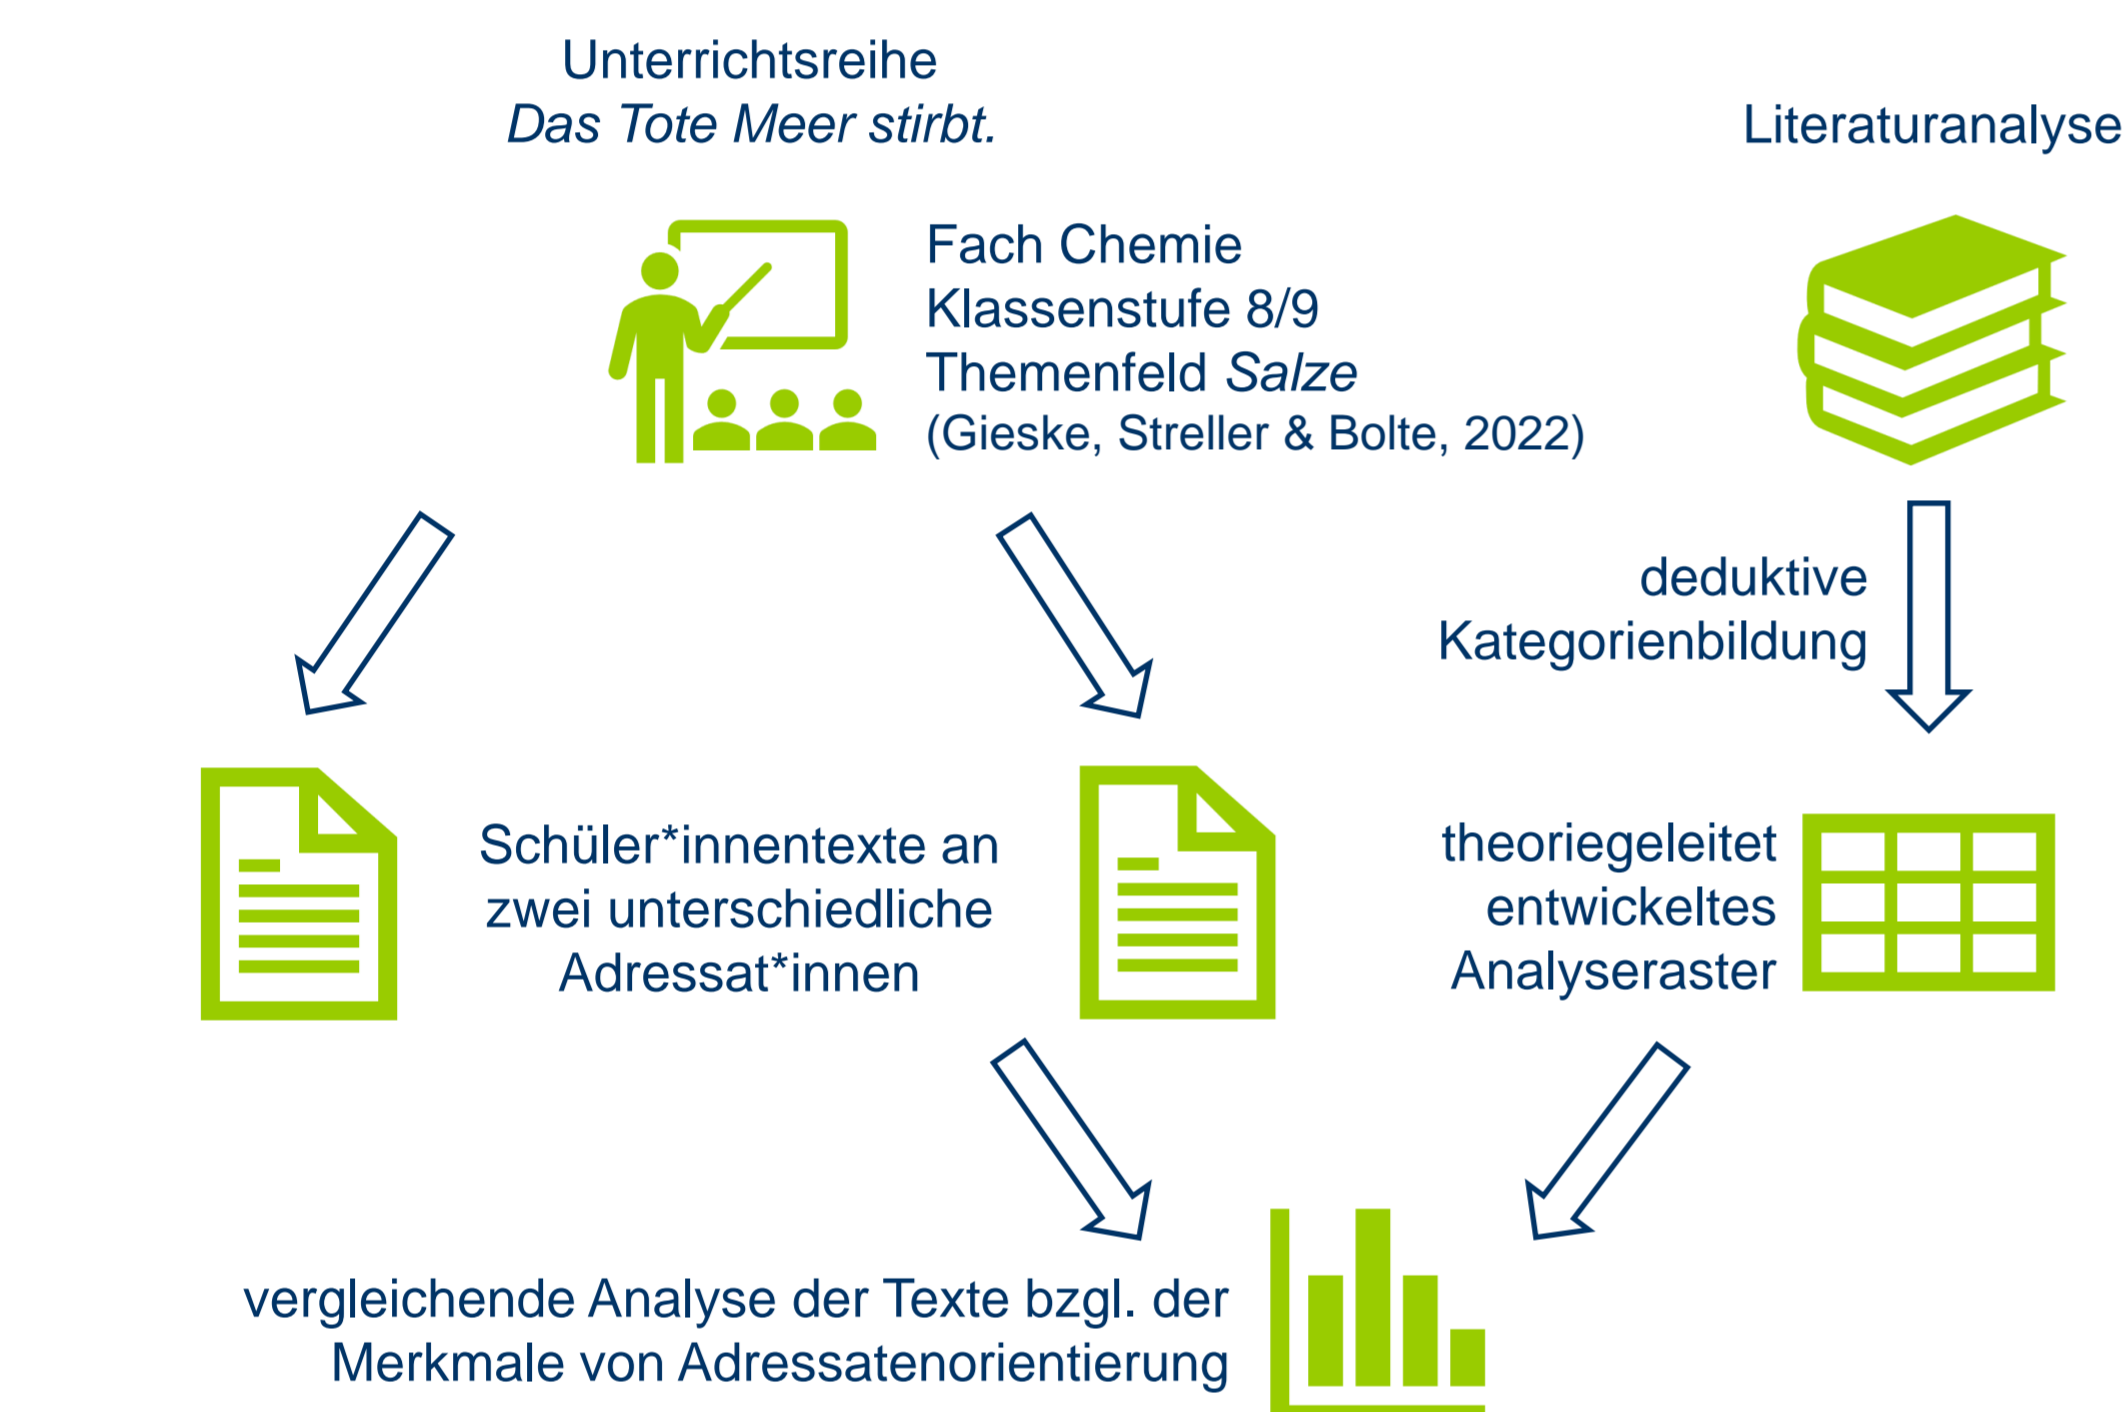 Unterrichtsreihe
Das Tote Meer stirbt.
Literaturanalyse
Fach Chemie
Klassenstufe 8/9
Themenfeld Salze
(Gieske, Streller & Bolte, 2022)
deduktive
Kategorienbildung
Schüler*innentexte an
zwei unterschiedliche
Adressat*innen
theoriegeleitet
entwickeltes
Analyseraster
vergleichende Analyse der Texte bzgl. der
Merkmale von Adressatenorientierung